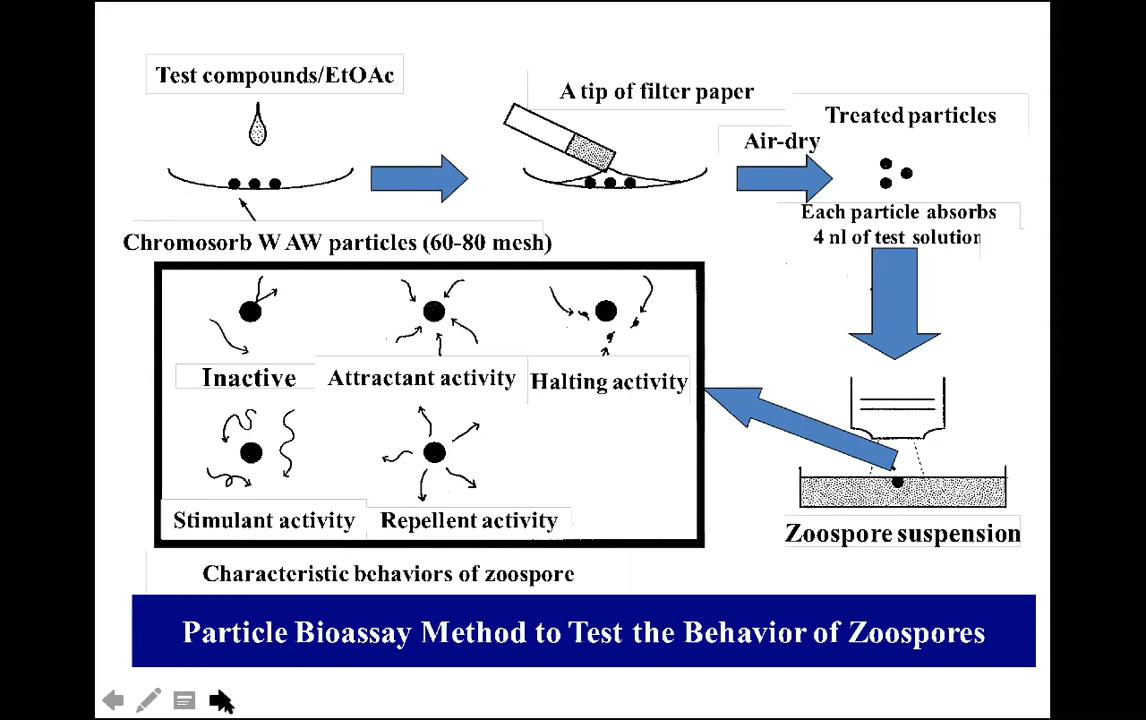 Test compounds/EtOAc
A tip of filter paper
Air-dry
Treated particles
Each particle absorbs
4 nl of test solution
Chromosorb W AW particles (60-80 mesh)
Inactive
Attractant activity
Halting activity
Stimulant activity
Repellent activity
Zoospore suspension
Characteristic behaviors of zoospore
Particle Bioassay Method to Test the Behavior of Zoospores